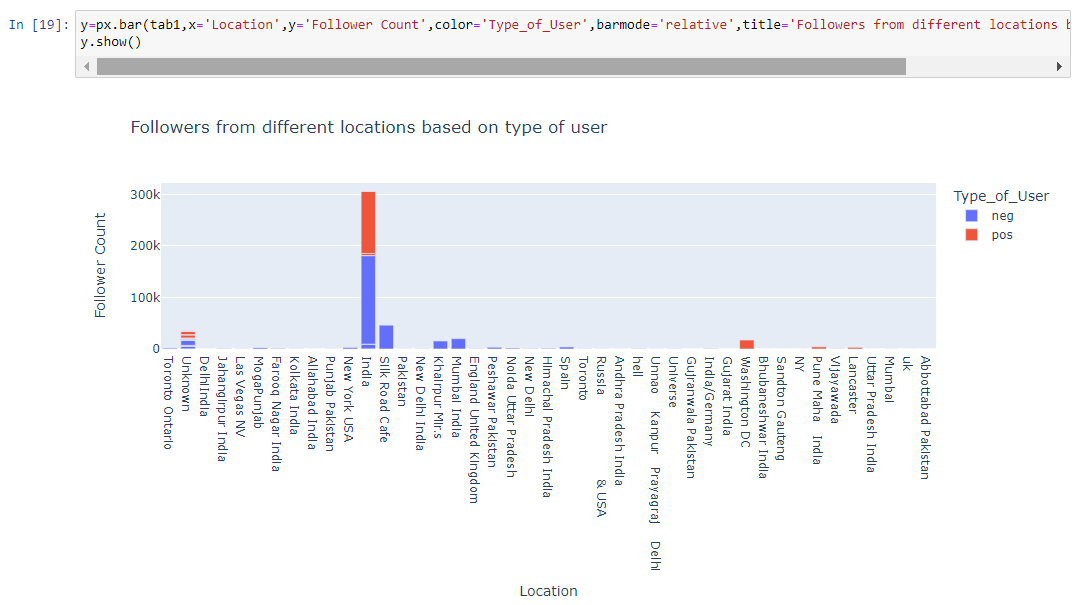 In [19]: y=px.bar(tab1,x='Location',y='Follower Count',color='Type_of_User',barmode='relative',title='Followers from different locations b
y.show()
Followers from different locations based on type of user
300k
200k
100k
0
Follower Count
Type_of_User
neg
pos
Toronto Ontario
Unknown
DelhiIndia
Jahangirpur India
Las Vegas NV
MogaPunjab
Farooq Nagar India
Kolkata India
Allahabad India
Punjab Pakistan
New York USA
India
Silk Road Cafe
Pakistan
New Delhi India
Khairpur Mir.s
Mumbai India
England United Kingdom
Peshawar Pakistan
Noida Uttar Pradesh
New Delhi
Himachal Pradesh India
Spain
Toronto
Russia & USA
Andhra Pradesh India
hell
Unnao Kanpur Prayagraj Delhi
Universe
Gujranwala Pakistan
India/Germany
Gujarat India
Washington DC
Bhubaneshwar India
Sandton Gauteng
NY
Pune Maha India
Vijayawada
Lancaster
Uttar Pradesh India
Mumbai
uk
Abbottabad Pakistan
Location